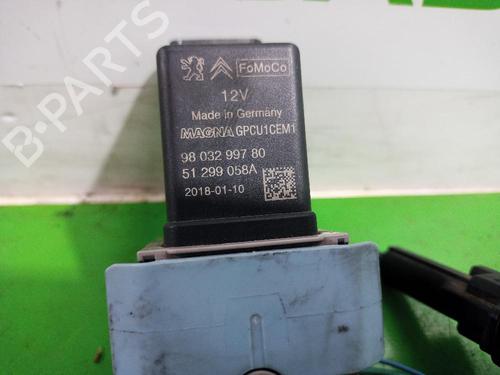 FoMoCo
12V
Made in Germany
MAGNA GPCU1CEM1
98 032 997 80
51 299 058A
2018-01-10
B-PARTS